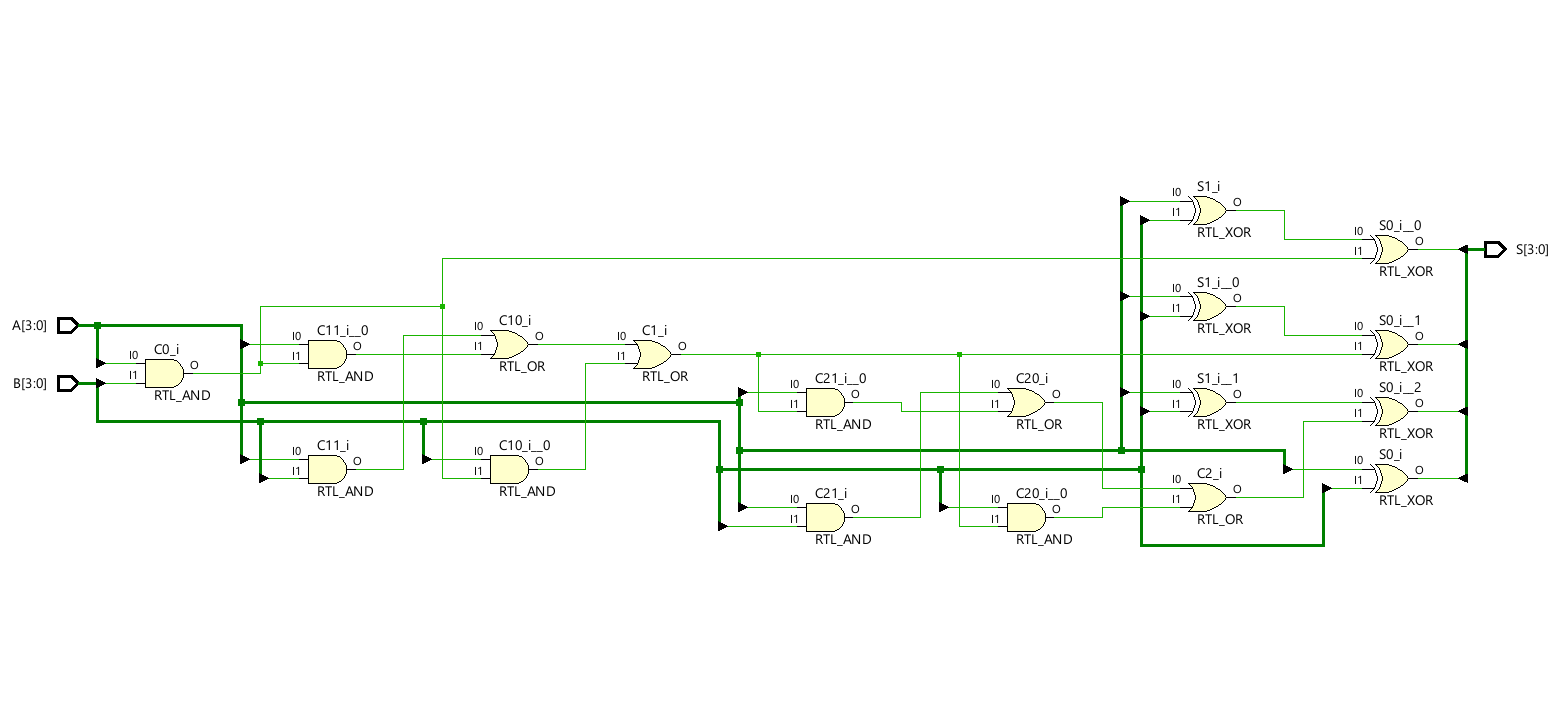 A[3:0]
B[3:0]
C0_i
I0
I1
O
RTL_AND
C11_i__0
I0
I1
O
RTL_AND
C11_i
I0
I1
O
RTL_AND
C10_i
I0
I1
O
RTL_OR
C10_i__0
I0
I1
O
RTL_AND
C1_i
I0
I1
O
RTL_OR
C21_i__0
I0
I1
O
RTL_AND
C21_i
I0
I1
O
RTL_AND
C20_i
I0
I1
O
RTL_OR
C20_i__0
I0
I1
O
RTL_AND
S1_i
I0
I1
O
RTL_XOR
S1_i__0
I0
I1
O
RTL_XOR
S1_i__1
I0
I1
O
RTL_XOR
C2_i
I0
I1
O
RTL_OR
S0_i__0
I0
I1
O
RTL_XOR
S0_i__1
I0
I1
O
RTL_XOR
S0_i__2
I0
I1
O
RTL_XOR
S0_i
I0
I1
O
RTL_XOR
S[3:0]